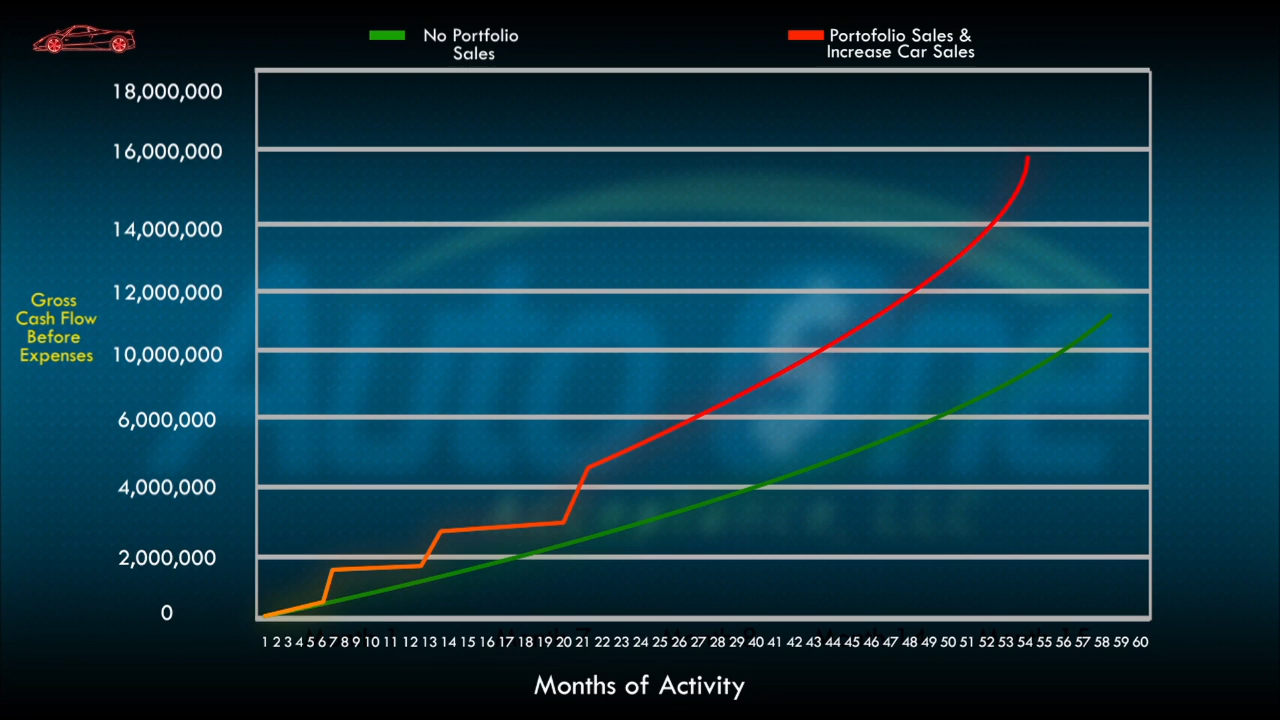 No Portfolio
Sales
Portofolio Sales &
Increase Car Sales
18,000,000
16,000,000
14,000,000
12,000,000
10,000,000
6,000,000
4,000,000
2,000,000
0
Gross
Cash Flow
Before
Expenses
Auto One
1 2 3 4 5 6 7 8 9 10 11 12 13 14 15 16 17 18 19 20 21 22 23 24 25 26 27 28 29 40 41 42 43 44 45 46 47 48 49 50 51 52 53 54 55 56 57 58 59 60
Months of Activity